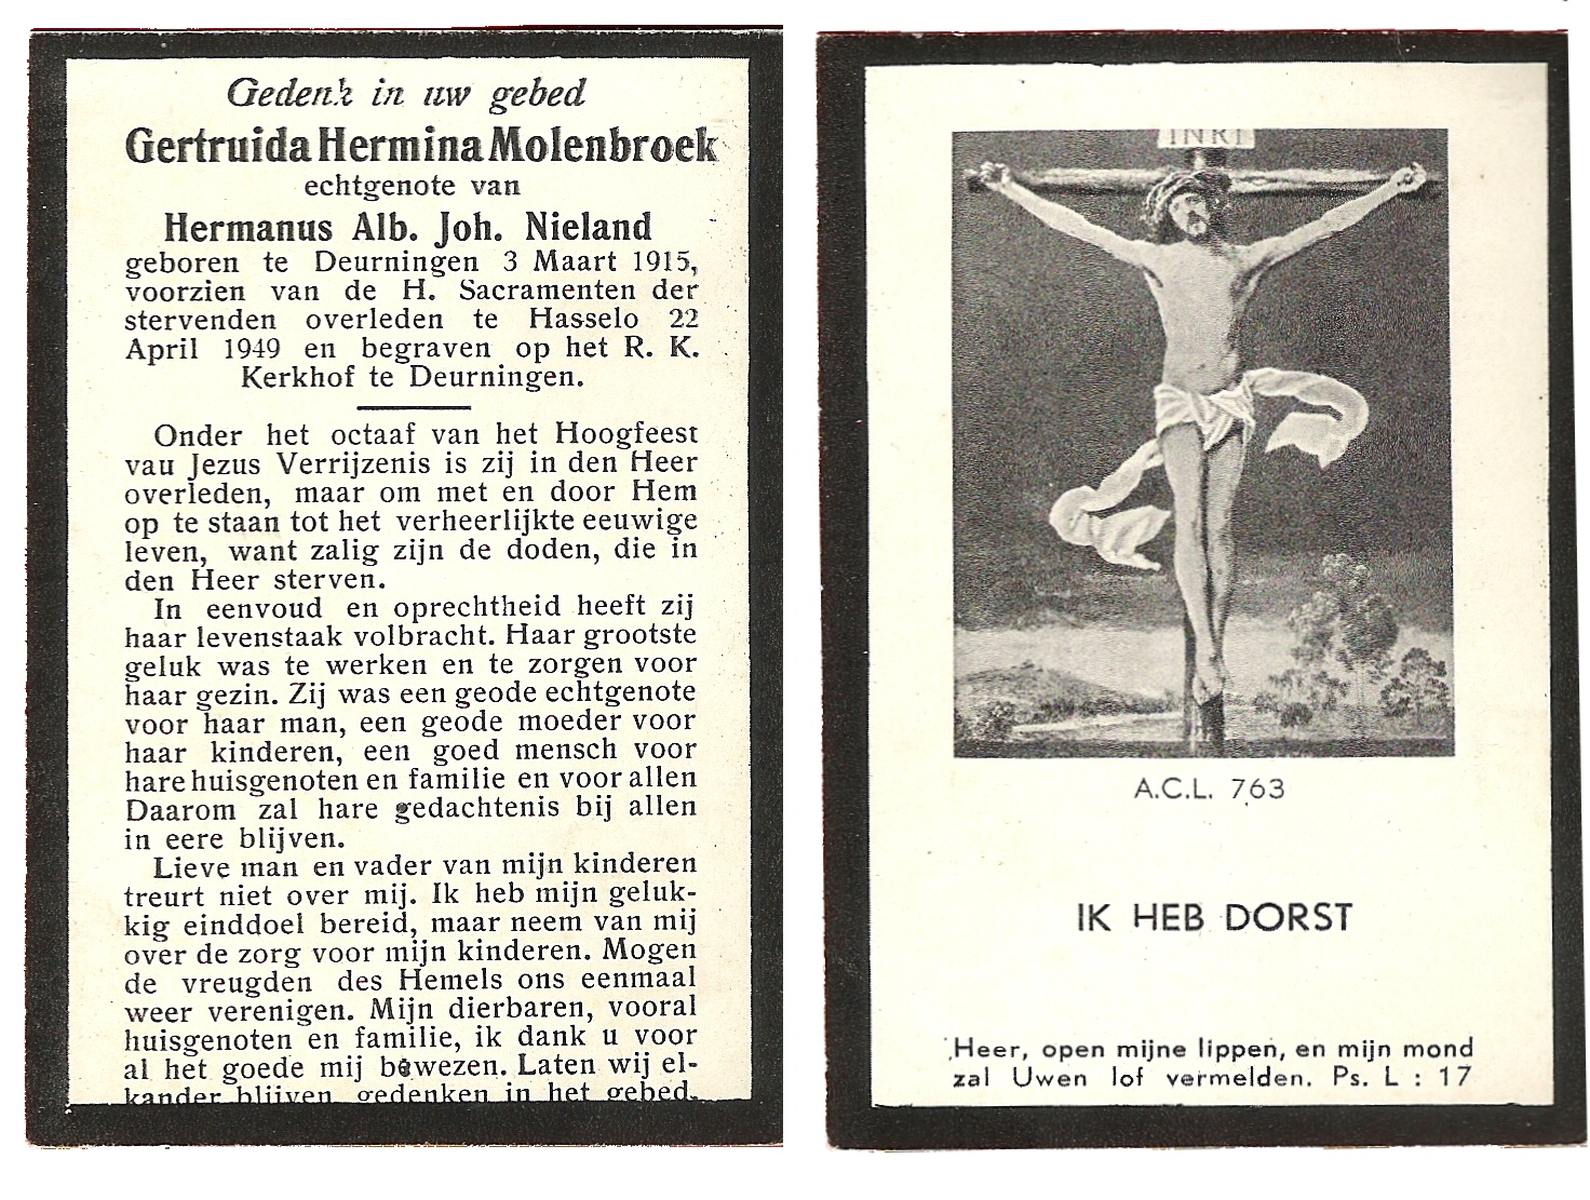 Gedenk in uw gebed
Gertruida Hermina Molenbroek
echtgenote van
Hermanus Alb. Joh. Nieland
geboren te Deurningen 3 Maart 1915,
voorzien van de H. Sacramenten der
stervenden overleden te Hasselo 22
April 1949 en begraven op het R. K.
Kerkhof te Deurningen.
Onder het octaaf van het Hoogfeest
vau Jezus Verrijzenis is zij in den Heer
overleden, maar om met en door Hem
op te staan tot het verheerlijkte eeuwige
leven, want zalig zijn de doden, die in
den Heer sterven.
In eenvoud en oprechtheid heeft zij
haar levenstaak volbracht. Haar grootste
geluk was te werken en te zorgen voor
haar gezin. Zij was een geode echtgenote
voor haar man, een geode moeder voor
haar kinderen, een goed mensch voor
hare huisgenoten en familie en voor allen
Daarom zal hare gedachtenis bij allen
in eere blijven.
Lieve man en vader van mijn kinderen
treurt niet over mij. Ik heb mijn geluk-
kig einddoel bereid, maar neem van mij
over de zorg voor mijn kinderen. Mogen
de vreugden des Hemels ons eenmaal
weer verenigen. Mijn dierbaren, vooral
huisgenoten en familie, ik dank u voor
al het goede mij bewezen. Laten wij el-
kander blijven gedenken in het gebed.
INRI
A.C.L. 763
IK HEB DORST
Heer, open mijne lippen, en mijn mond
zal Uwen lof vermelden. Ps. L : 17